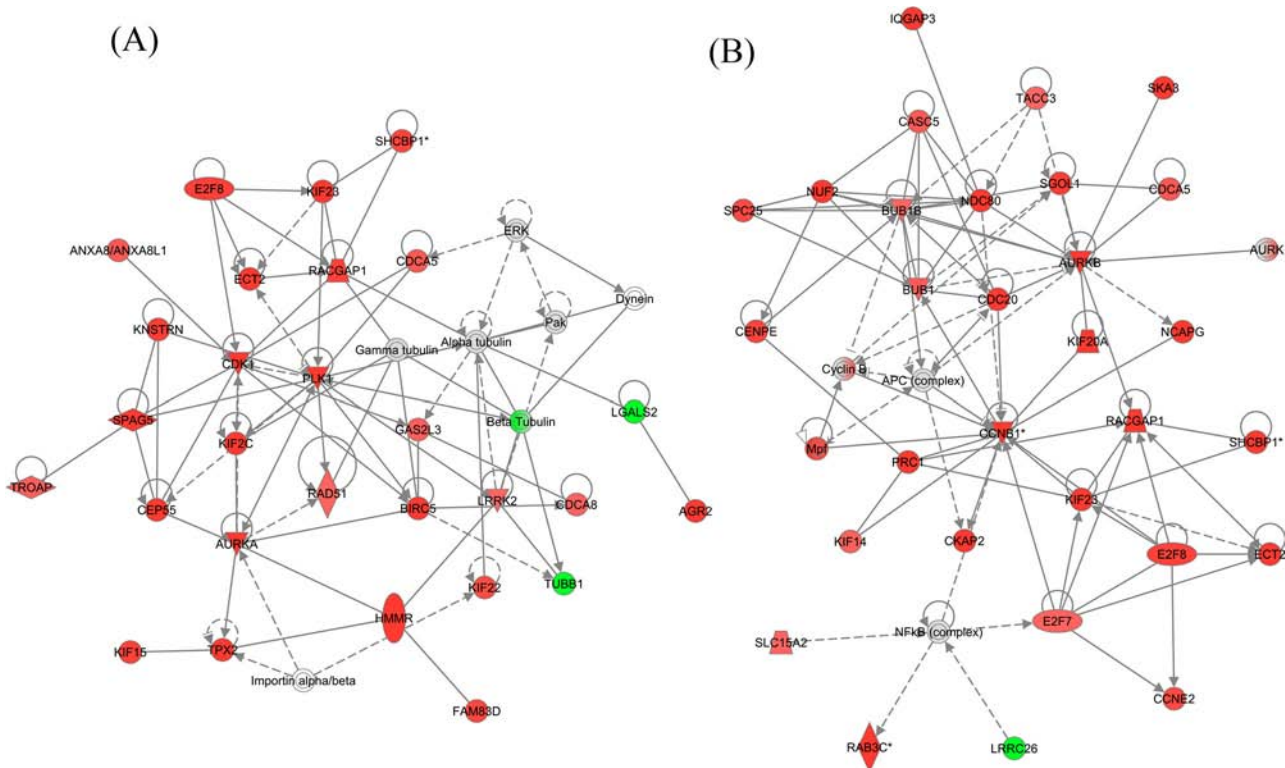 (A)
SHCBP1*
E2F8
KIF23
ERK
ANXA8/ANXA8L1
ECT2
RACGAP1
CDCA5
Dynein
KNSTRN
Pak
Alpha tubulin
Gamma tubulin
CDK1
PLK1
SPAG5
Beta Tubulin
LGALS2
KIF2C
GAS2L3
TROAP
RAD51
CEP55
BIRC5
LRRK2
CDCA8
AGR2
AURKA
KIF22
TUBB1
HMMR
KIF15
TPX2
Importin alpha/beta
FAM83D
(B)
IQGAP3
TACC3
SKA3
CASC5
NUF2
SGOL1
CDCA5
SPC25
BUB1B
NDC80
AURKB
AURK
BUB1
CDC20
CENPE
KIF20A
NCAPG
Cyclin B
APC (complex)
CCNB1*
RACGAP1
Mpf
PRC1
SHCBP1*
KIF23
KIF14
CKAP2
E2F8
ECT2
E2F7
SLC15A2
NFkB (complex)
CCNE2
RAB3C*
LRRC26